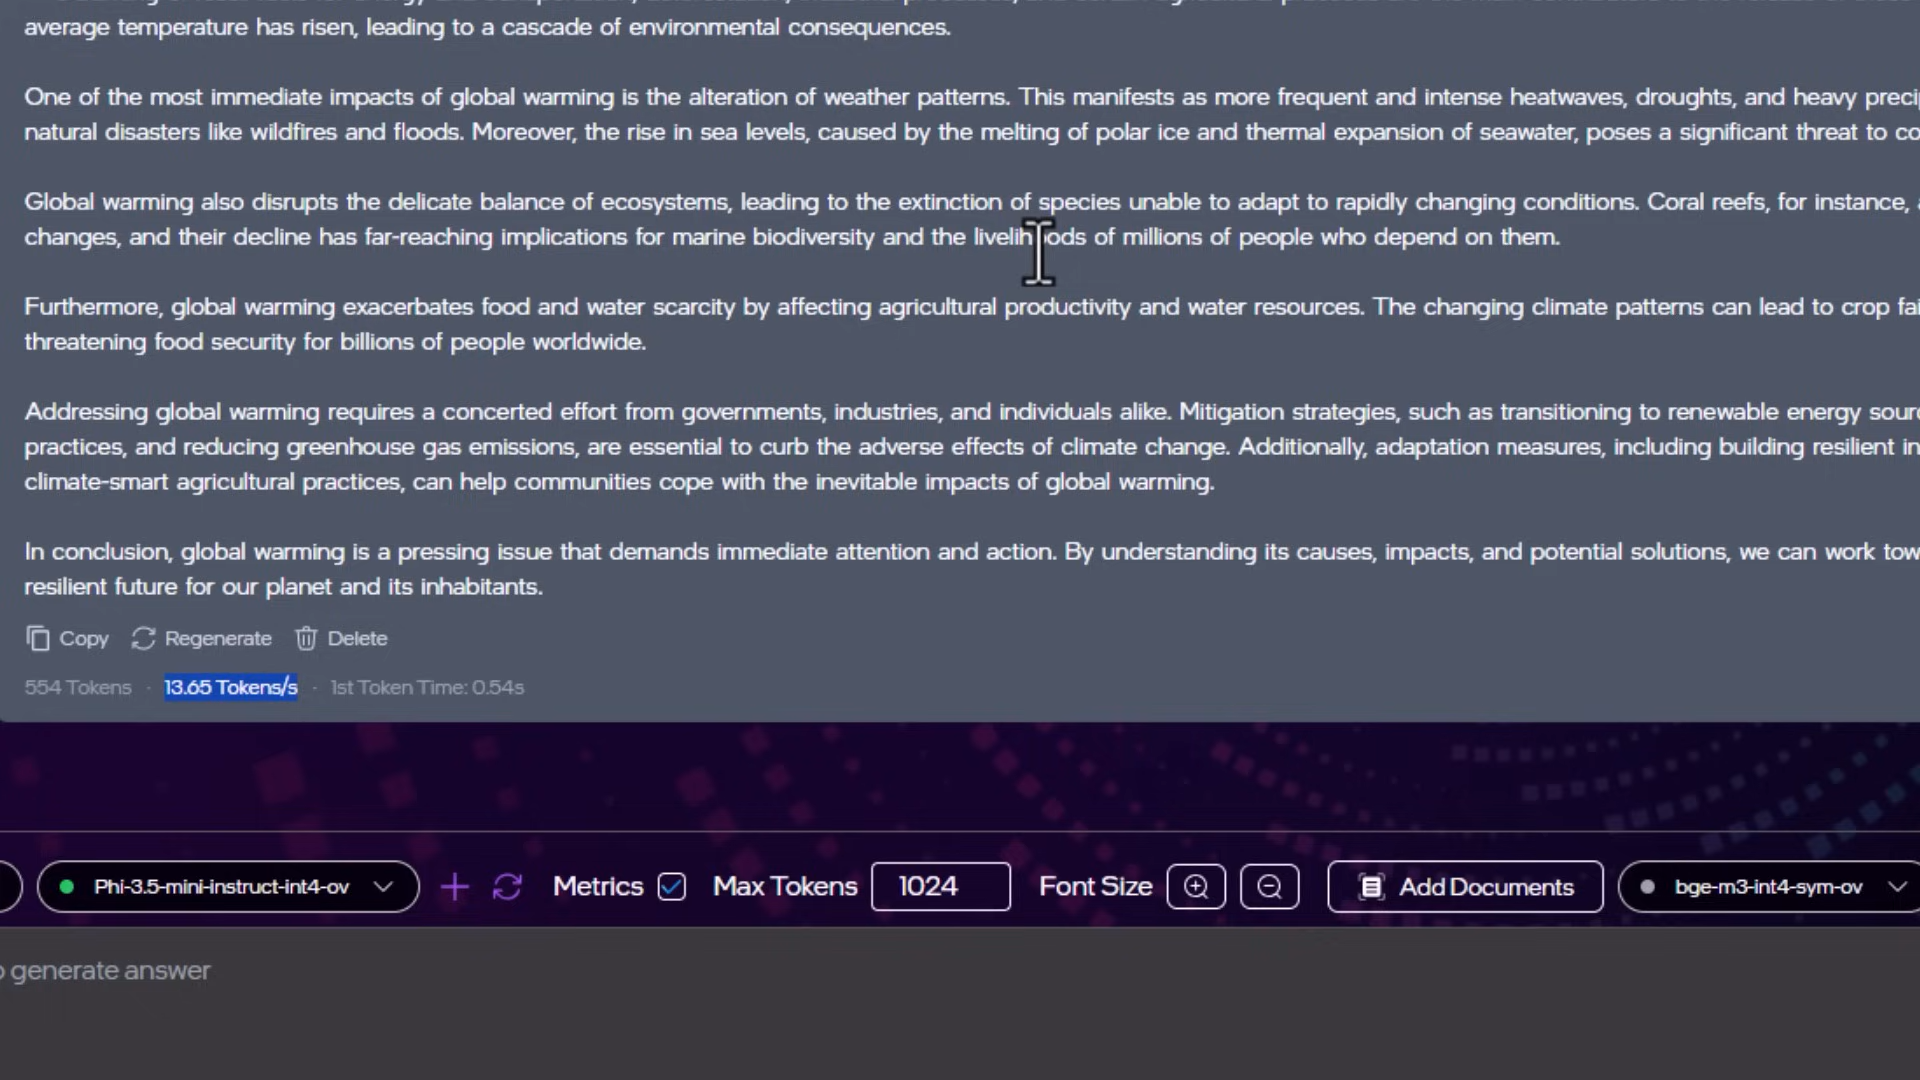 average temperature has risen, leading to a cascade of environmental consequences.
One of the most immediate impacts of global warming is the alteration of weather patterns. This manifests as more frequent and intense heatwaves, droughts, and heavy preci
natural disasters like wildfires and floods. Moreover, the rise in sea levels, caused by the melting of polar ice and thermal expansion of seawater, poses a significant threat to co
Global warming also disrupts the delicate balance of ecosystems, leading to the extinction of species unable to adapt to rapidly changing conditions. Coral reefs, for instance,
changes, and their decline has far-reaching implications for marine biodiversity and the livelihoods of millions of people who depend on them.
Furthermore, global warming exacerbates food and water scarcity by affecting agricultural productivity and water resources. The changing climate patterns can lead to crop fai
threatening food security for billions of people worldwide.
Addressing global warming requires a concerted effort from governments, industries, and individuals alike. Mitigation strategies, such as transitioning to renewable energy sour
practices, and reducing greenhouse gas emissions, are essential to curb the adverse effects of climate change. Additionally, adaptation measures, including building resilient in
climate-smart agricultural practices, can help communities cope with the inevitable impacts of global warming.
In conclusion, global warming is a pressing issue that demands immediate attention and action. By understanding its causes, impacts, and potential solutions, we can work tow
resilient future for our planet and its inhabitants.
Copy Regenerate Delete
554 Tokens · 13.65 Tokens/s · 1st Token Time: 0.54s
Phi-3.5-mini-instruct-int4-ov Metrics Max Tokens 1024 Font Size Add Documents bge-m3-int4-sym-ov
generate answer